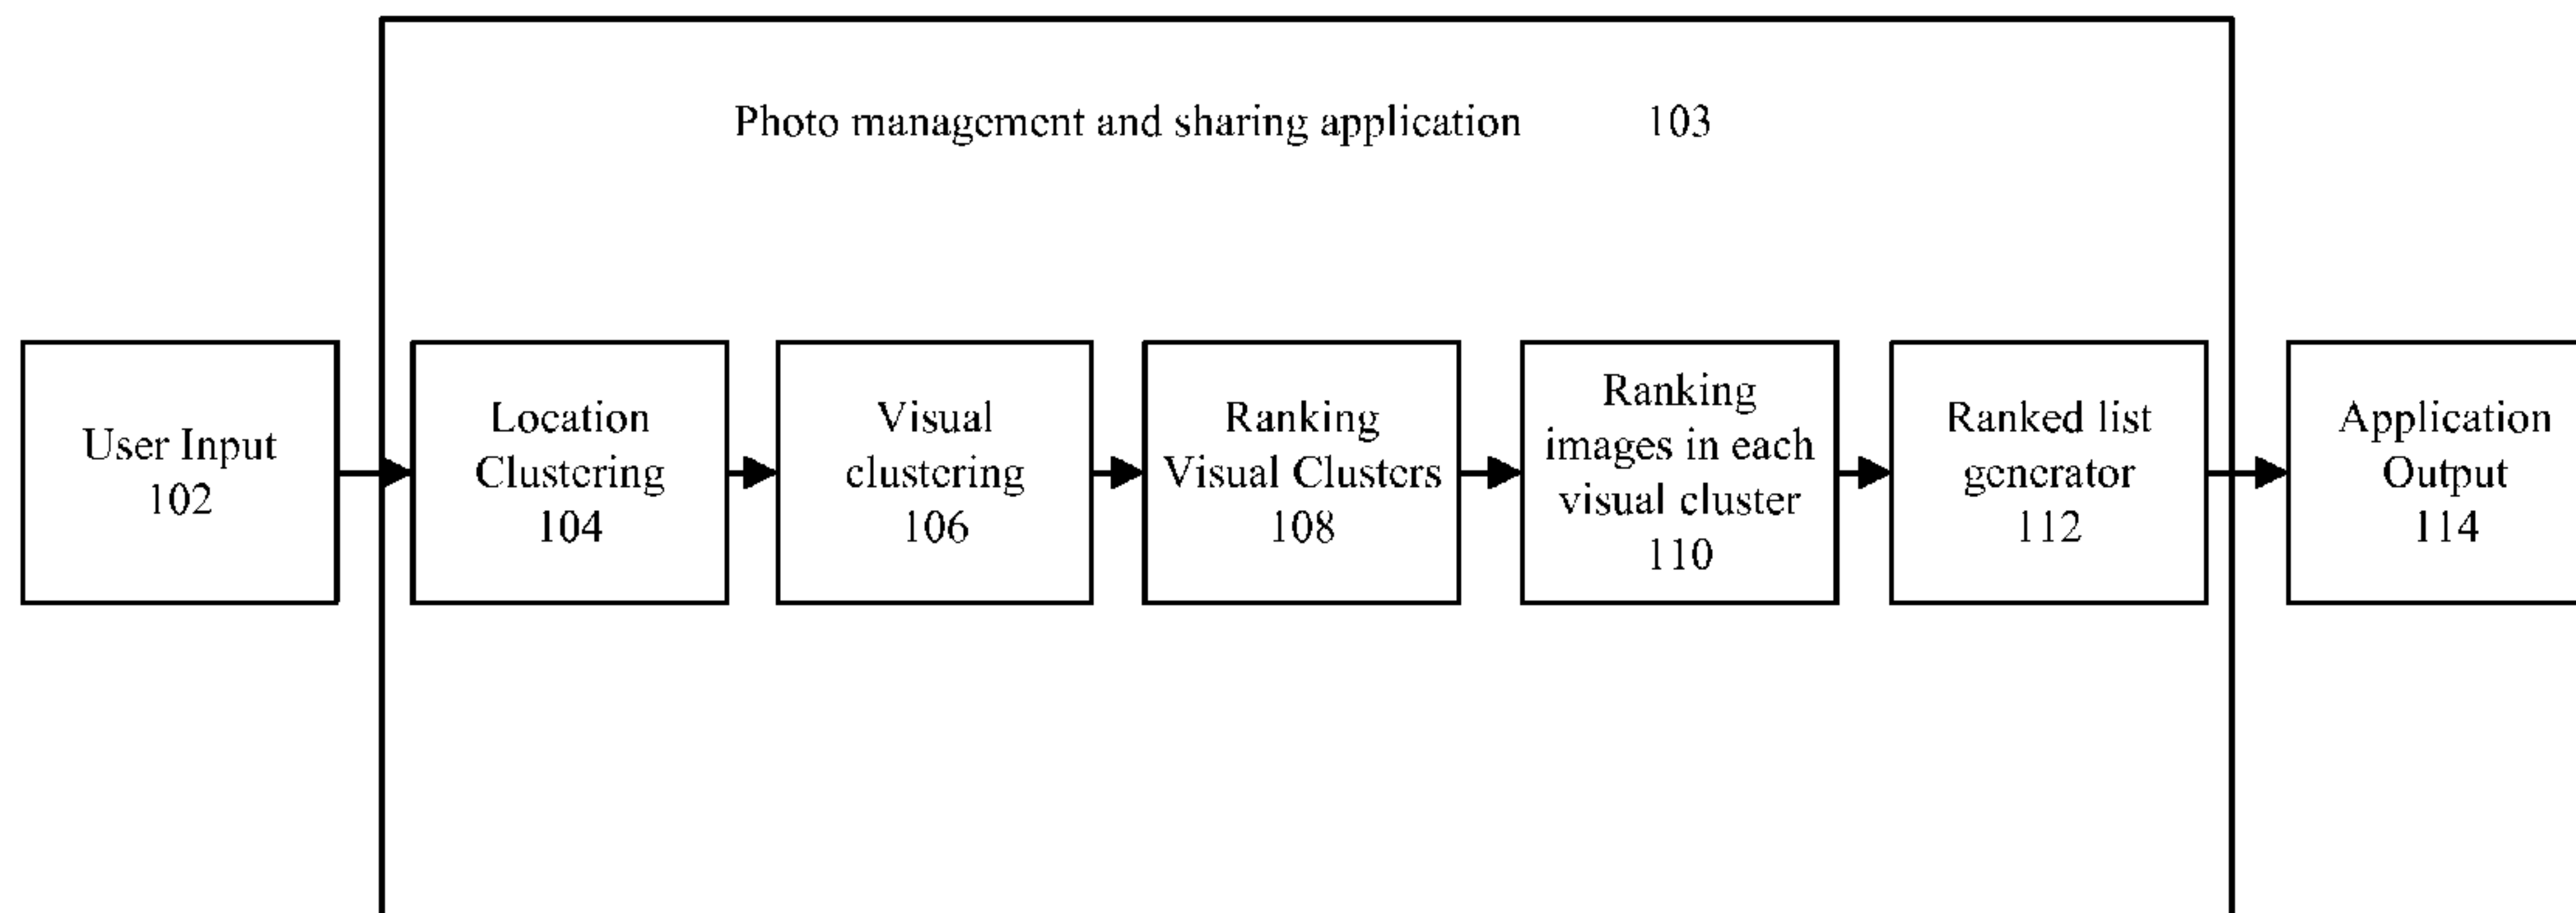 Photo management and sharing application 103
User Input
102
Location
Clustering
104
Visual
clustering
106
Ranking
Visual Clusters
108
Ranking
images in each
visual cluster
110
Ranked list
generator
112
Application
Output
114